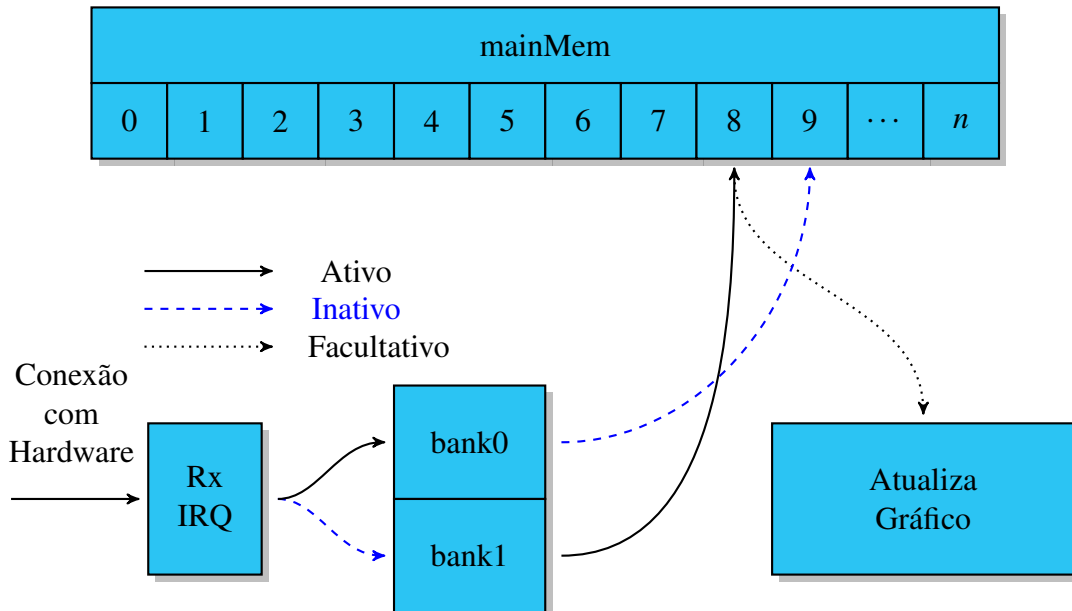 mainMem
0 1 2 3 4 5 6 7 8 9 ··· n
Ativo
Inativo
Facultativo
Conexão
com
Hardware
Rx
IRQ
bank0
bank1
Atualiza
Gráfico